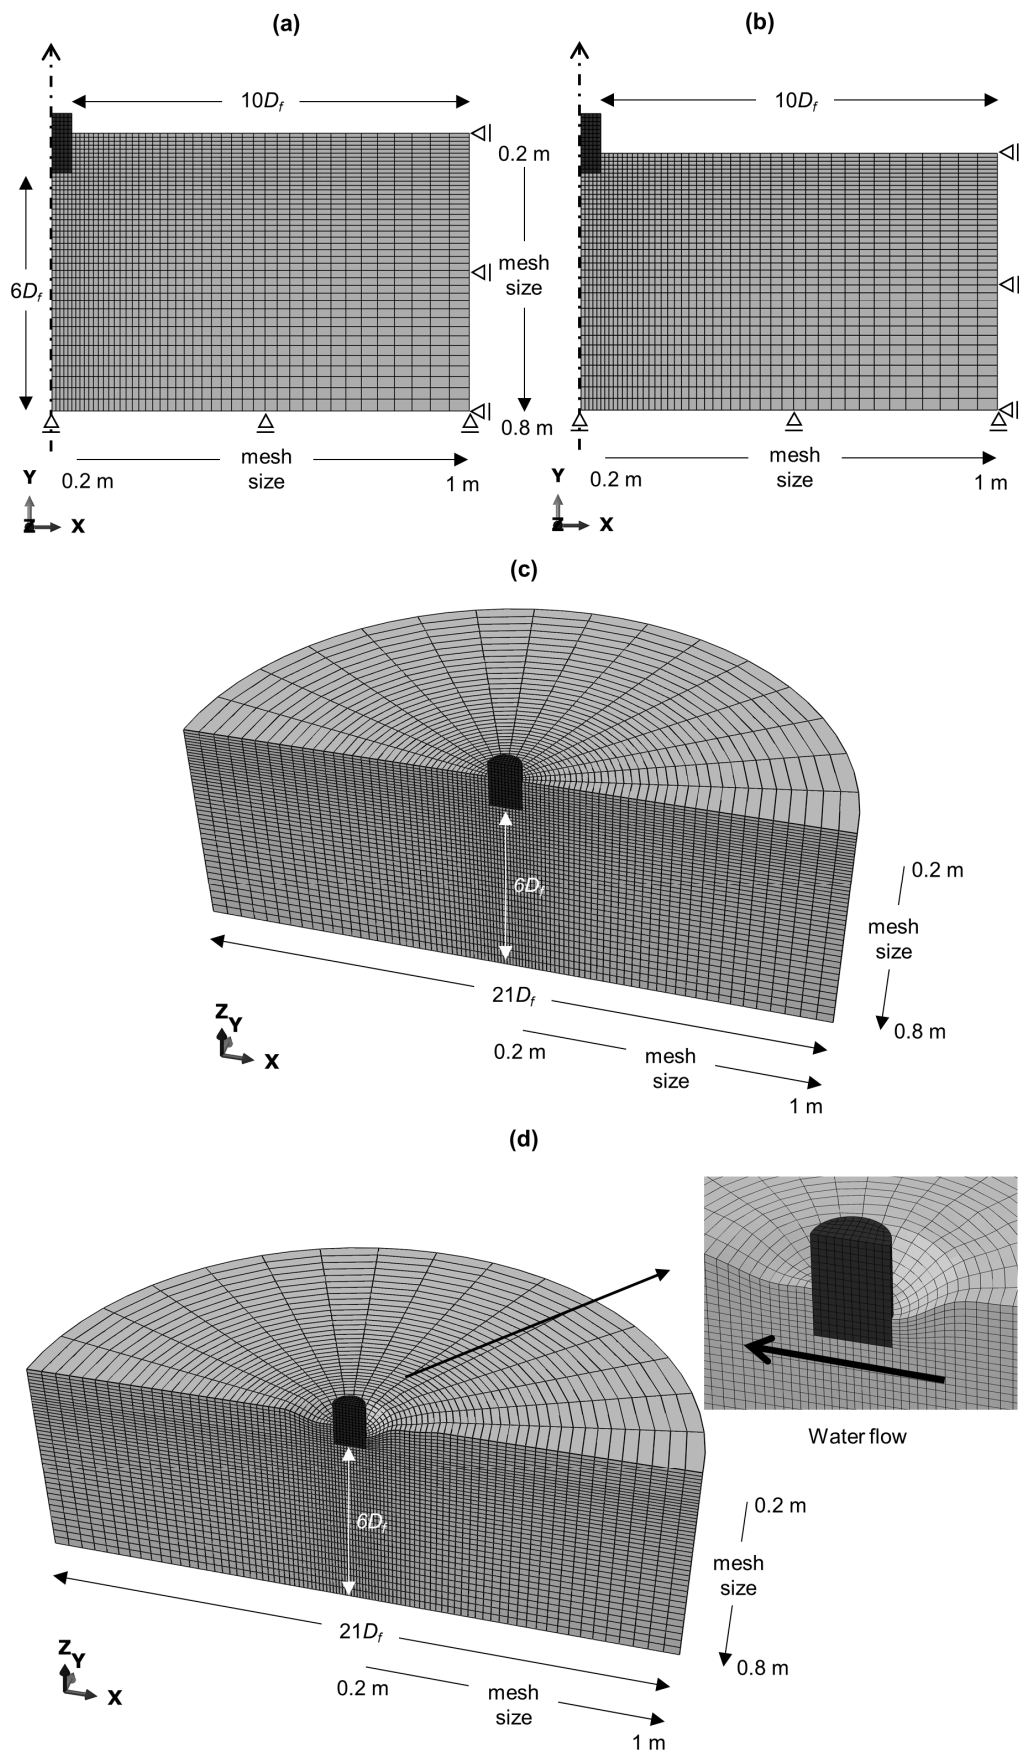 (a)
(b)
10D_f
10D_f
0.2 m
mesh
size
6D_f
0.8 m
mesh
size
0.2 m
1 m
mesh
size
0.2 m
1 m
Y
Z
X
Y
Z
X
(c)
6D_f
0.2 m
mesh
size
0.8 m
21D_f
0.2 m
mesh
size
1 m
Z
Y
X
(d)
Water flow
6D_f
0.2 m
mesh
size
0.8 m
21D_f
0.2 m
mesh
size
1 m
Z
Y
X